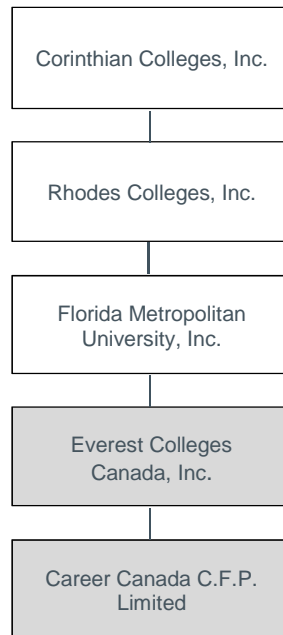 Corinthian Colleges, Inc.
Rhodes Colleges, Inc.
Florida Metropolitan
University, Inc.
Everest Colleges
Canada, Inc.
Career Canada C.F.P.
Limited